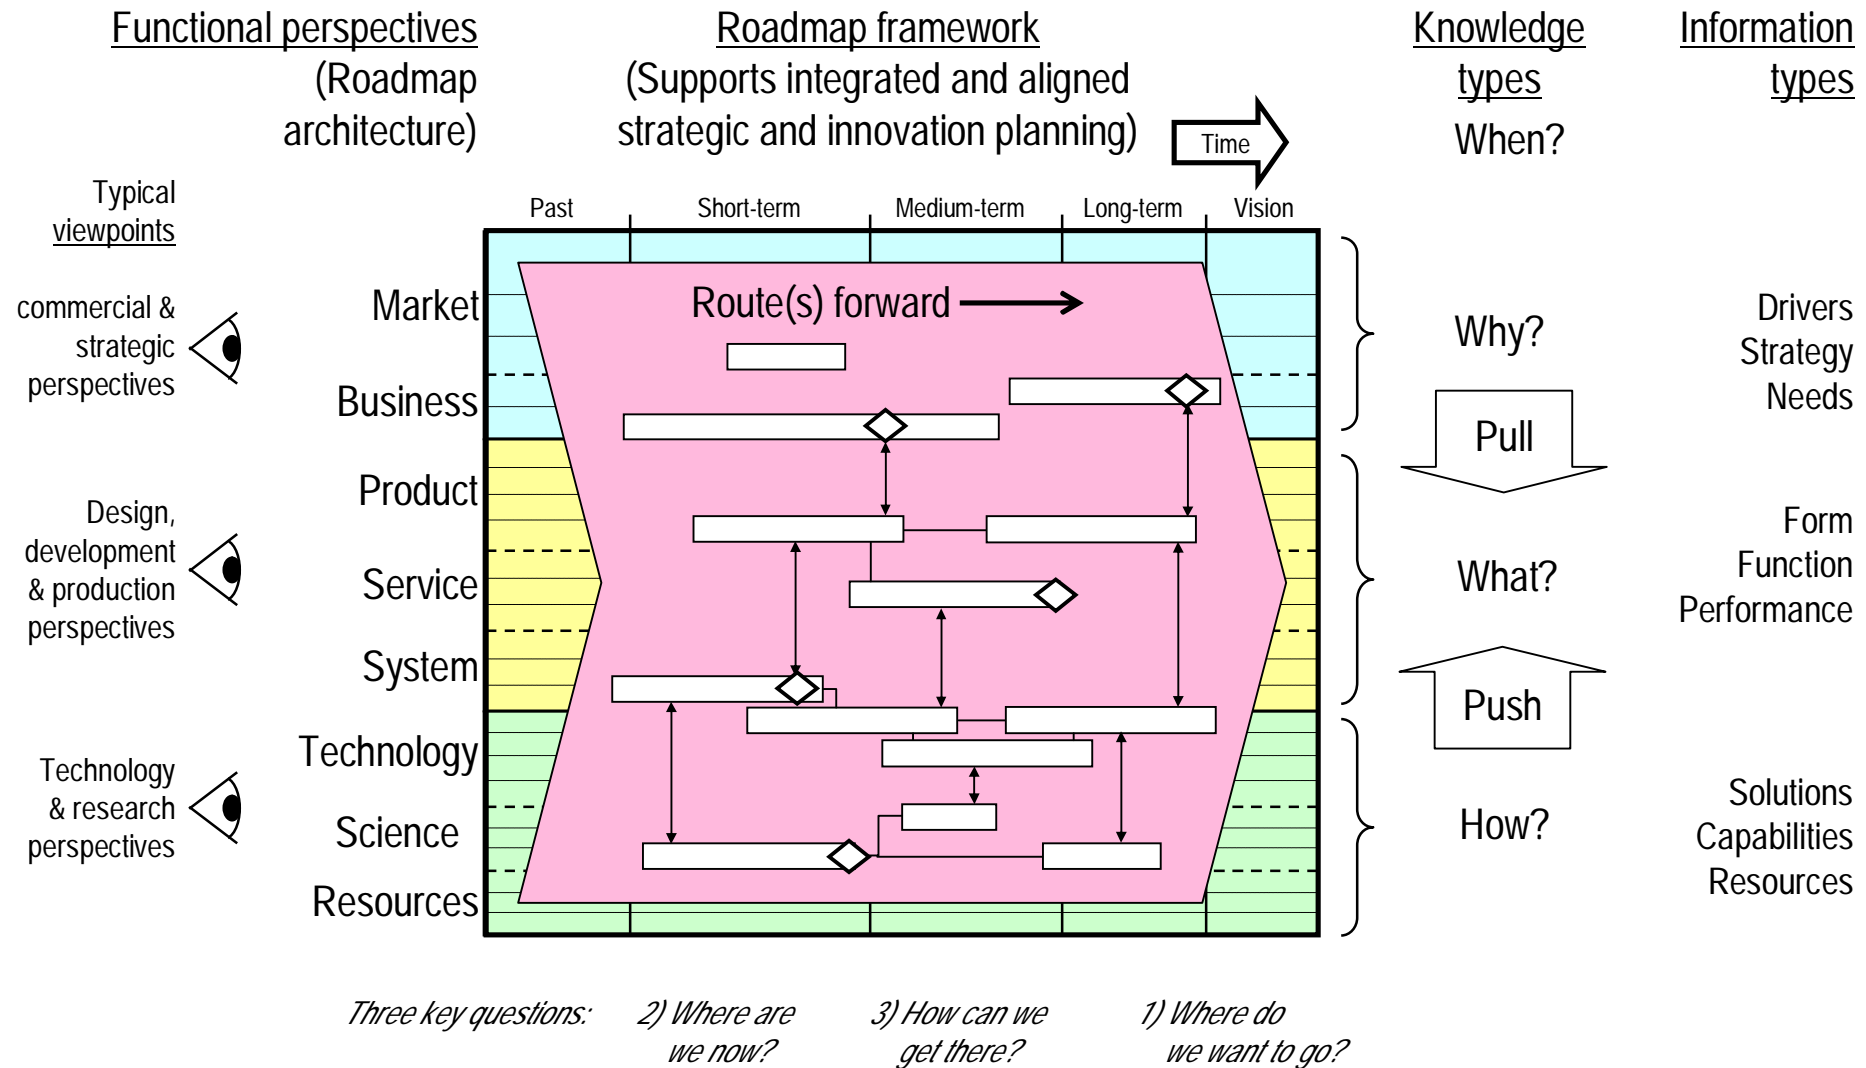 Functional perspectives
(Roadmap
architecture)
Roadmap framework
(Supports integrated and aligned
strategic and innovation planning)
Time
Knowledge
types
When?
Information
types
Typical
viewpoints
Past
Short-term
Medium-term
Long-term
Vision
commercial &
strategic
perspectives
Market
Business
Route(s) forward
Why?
Drivers
Strategy
Needs
Pull
Design,
development
& production
perspectives
Product
Service
System
What?
Form
Function
Performance
Push
Technology
& research
perspectives
Technology
Science
Resources
How?
Solutions
Capabilities
Resources
Three key questions:
2) Where are
we now?
3) How can we
get there?
1) Where do
we want to go?